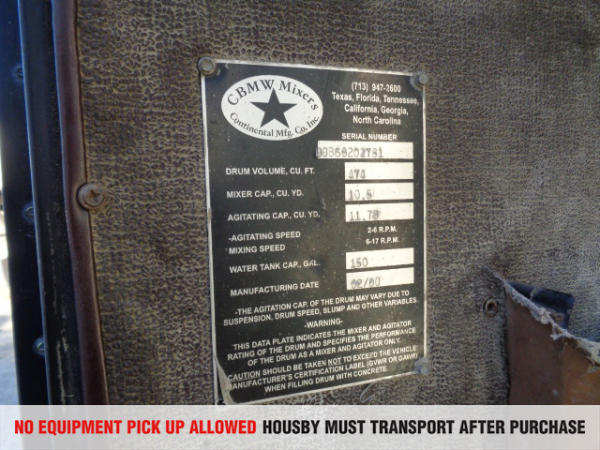 CBMW Mixers
Continental Mfg. Co. Inc.
(713) 947-2600
Texas, Florida, Tennessee,
California, Georgia,
North Carolina
SERIAL NUMBER
DRUM VOLUME, CU. FT. 474
MIXER CAP., CU. YD. 10.5
AGITATING CAP., CU. YD. 11.78
-AGITATING SPEED 2-6 R.P.M.
MIXING SPEED 6-17 R.P.M.
WATER TANK CAP., GAL. 150
MANUFACTURING DATE 02/00
-THE AGITATION CAP. OF THE DRUM MAY VARY DUE TO
SUSPENSION, DRUM SPEED, SLUMP AND OTHER VARIABLES.
-WARNING-
THIS DATA PLATE INDICATES THE MIXER AND AGITATOR
RATING OF THE DRUM AND SPECIFIES THE PERFORMANCE
OF THE DRUM AS A MIXER AND AGITATOR ONLY.
CAUTION SHOULD BE TAKEN NOT TO EXCEED THE VEHICLE
MANUFACTURER'S CERTIFICATION LABEL (GVWR OR GAWR)
WHEN FILLING DRUM WITH CONCRETE.
NO EQUIPMENT PICK UP ALLOWED HOUSBY MUST TRANSPORT AFTER PURCHASE